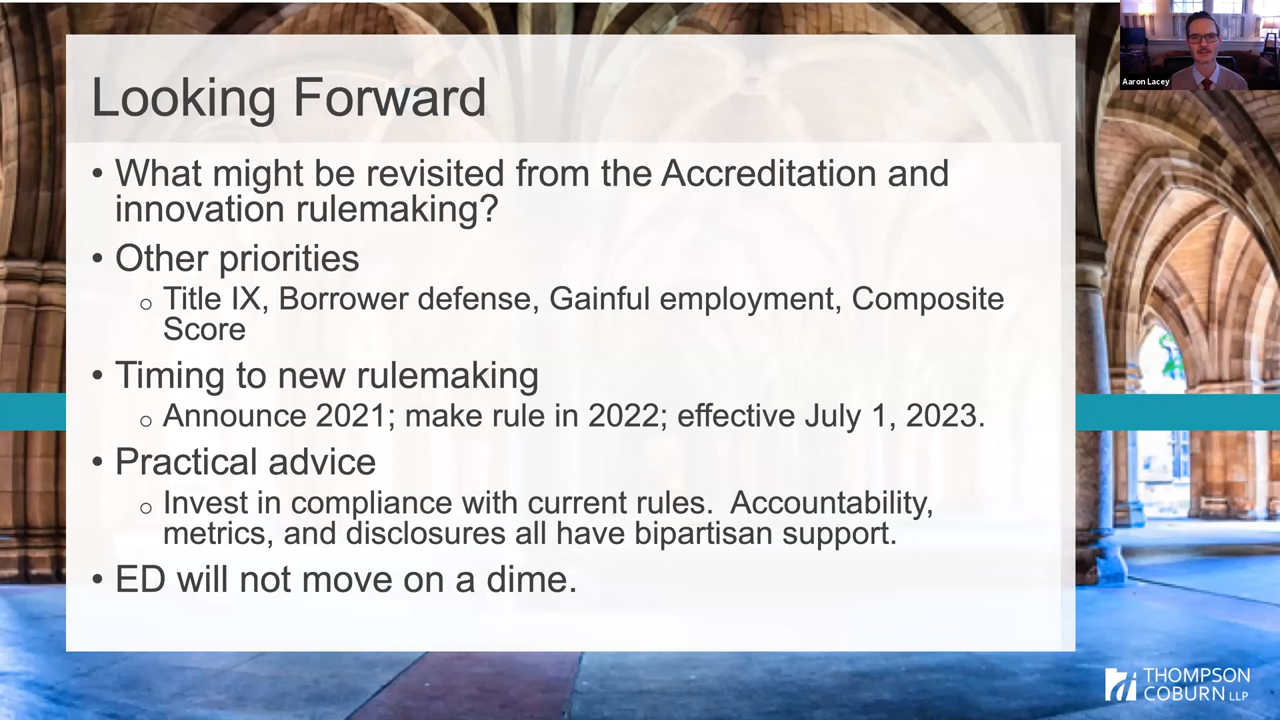 Looking Forward
• What might be revisited from the Accreditation and
innovation rulemaking?
• Other priorities
o Title IX, Borrower defense, Gainful employment, Composite
Score
• Timing to new rulemaking
o Announce 2021; make rule in 2022; effective July 1, 2023.
• Practical advice
o Invest in compliance with current rules.  Accountability,
metrics, and disclosures all have bipartisan support.
• ED will not move on a dime.
Aaron Lacey
THOMPSON
COBURN LLP